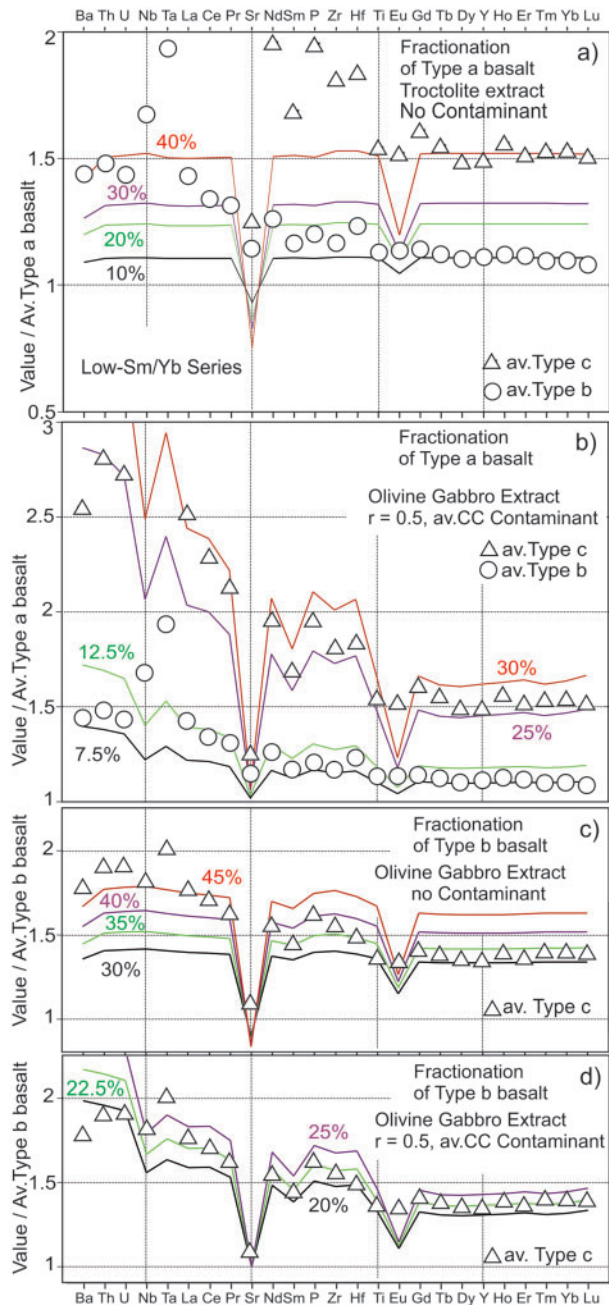 Ba Th U Nb Ta La Ce Pr Sr Nd Sm P Zr Hf Ti Eu Gd Tb Dy Y Ho Er Tm Yb Lu
2
a)
Fractionation
of Type a basalt
Troctolite extract
No Contaminant
40%
1.5
30%
20%
10%
1
Value / Av.Type a basalt
Low-Sm/Yb Series
av.Type c
av.Type b
0.5
3
b)
Fractionation
of Type a basalt
Olivine Gabbro Extract
r = 0.5, av.CC Contaminant
av.Type c
av.Type b
2.5
2
12.5%
30%
1.5
25%
7.5%
1
Value / Av.Type a basalt
c)
Fractionation
of Type b basalt
Olivine Gabbro Extract
no Contaminant
2
45%
40%
35%
1.5
30%
1
av. Type c
Value / Av.Type b basalt
d)
Fractionation
of Type b basalt
Olivine Gabbro Extract
r = 0.5, av.CC Contaminant
22.5%
2
25%
1.5
20%
1
av. Type c
Value / Av.Type b basalt
Ba Th U Nb Ta La Ce Pr Sr Nd Sm P Zr Hf Ti Eu Gd Tb Dy Y Ho Er Tm Yb Lu